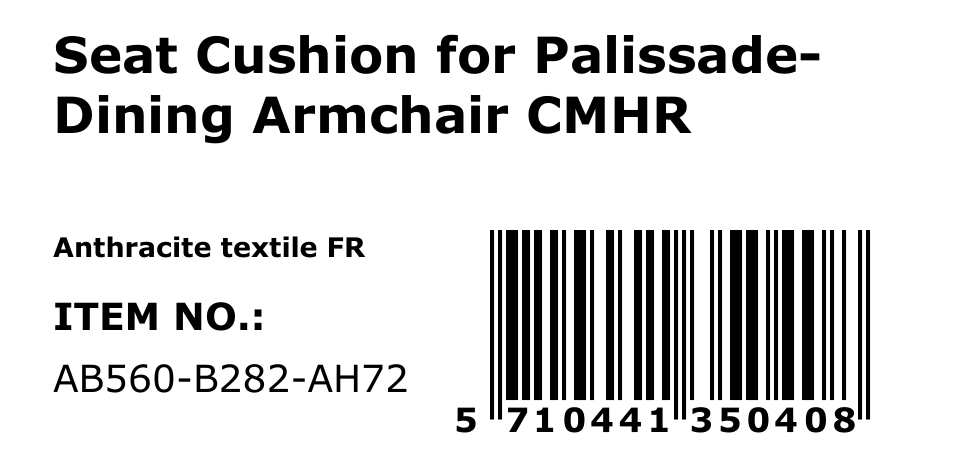 Seat Cushion for Palissade-
Dining Armchair CMHR
Anthracite textile FR
ITEM NO.:
AB560-B282-AH72
5 710441 350408